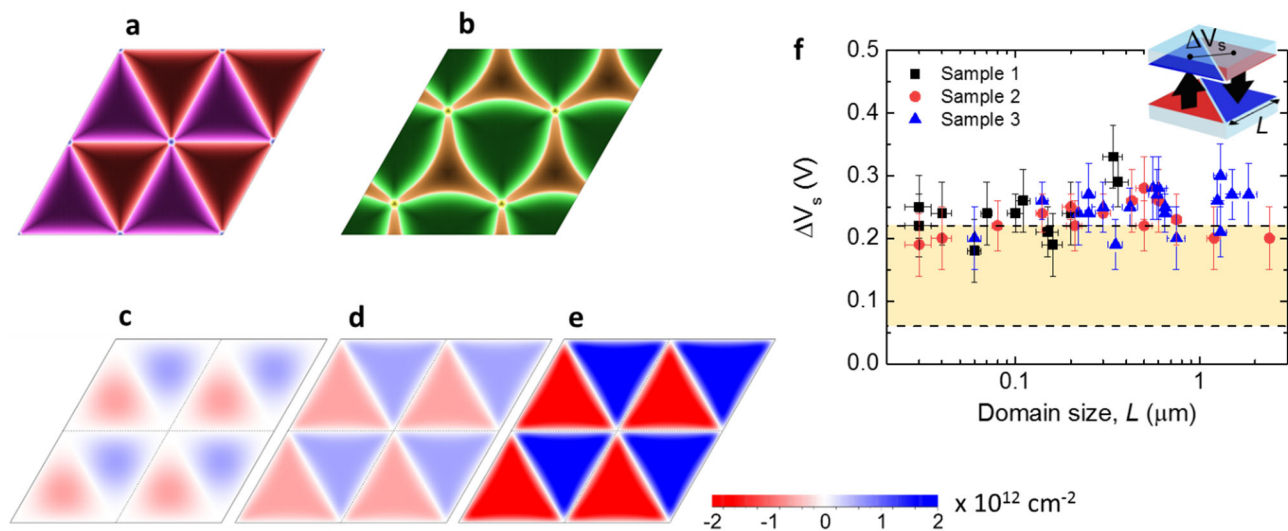 a
b
c
d
e
f
-2
-1
0
1
2
x 10¹² cm⁻²
ΔVₛ (V)
0.5
0.4
0.3
0.2
0.1
0.0
Sample 1
Sample 2
Sample 3
ΔVₛ
L
0.1
1
Domain size, L (μm)